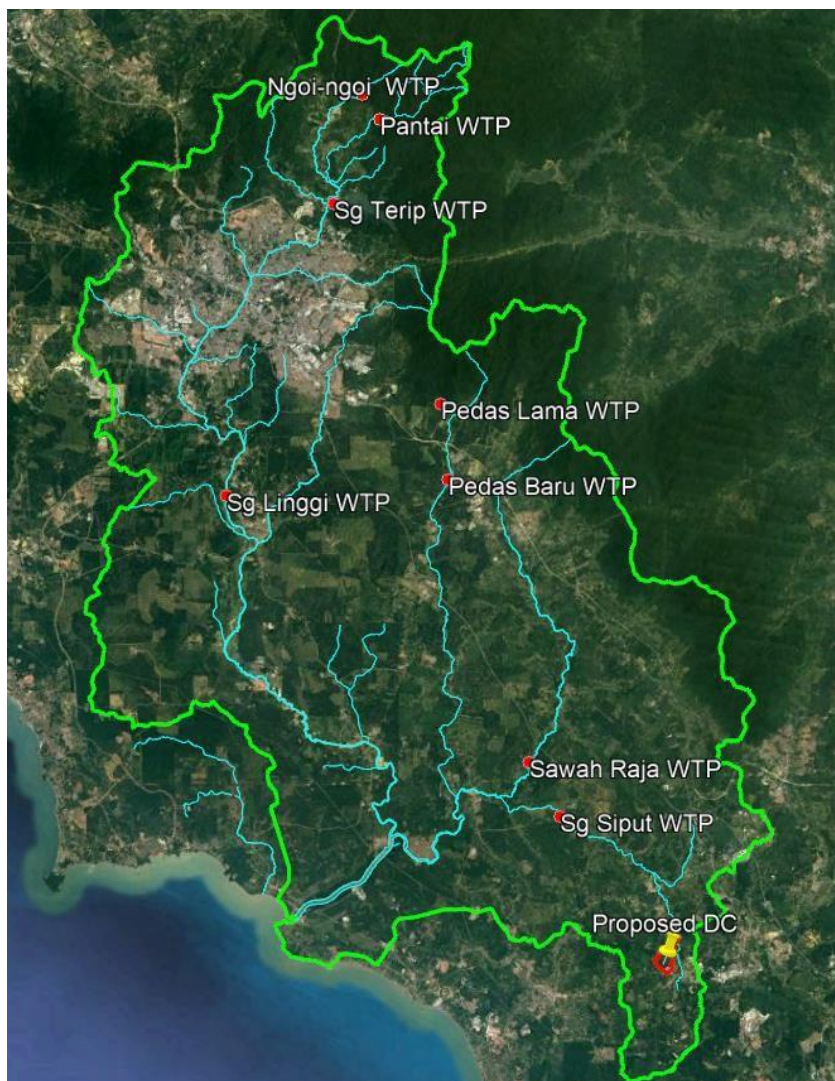 Ngoi-ngoi WTP
Pantai WTP
Sg Terip WTP
Pedas Lama WTP
Pedas Baru WTP
Sg Linggi WTP
Sawah Raja WTP
Sg Siput WTP
Proposed DC